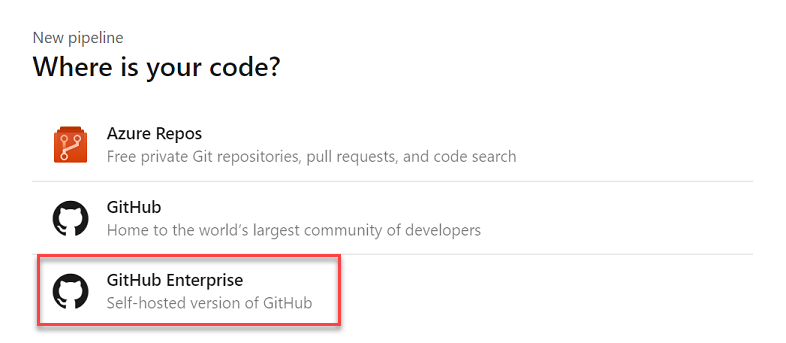 New pipeline
Where is your code?
Azure Repos
Free private Git repositories, pull requests, and code search
GitHub
Home to the world's largest community of developers
GitHub Enterprise
Self-hosted version of GitHub